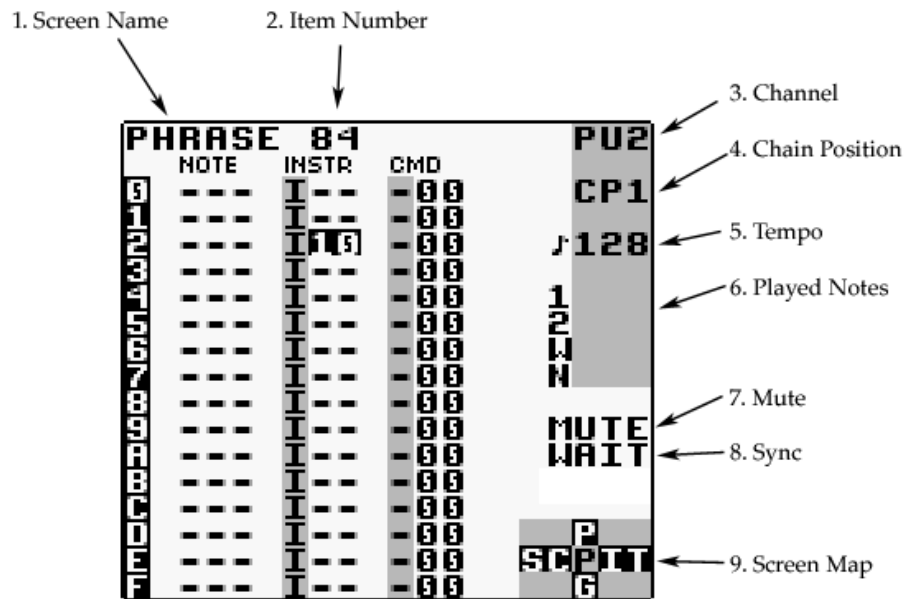 1. Screen Name 2. Item Number
3. Channel
4. Chain Position
5. Tempo
6. Played Notes
7. Mute
8. Sync
9. Screen Map
PHRASE 84 PU2
NOTE INSTR CMD
0 --- I-- -00 CP1
1 --- I-- -00
2 --- I10 -00 ♪128
3 --- I-- -00
4 --- I-- -00 1
5 --- I-- -00 2
6 --- I-- -00 W
7 --- I-- -00 N
8 --- I-- -00
9 --- I-- -00 MUTE
A --- I-- -00 WAIT
B --- I-- -00
C --- I-- -00
D --- I-- -00 P
E --- I-- -00 SCPIT
F --- I-- -00 G